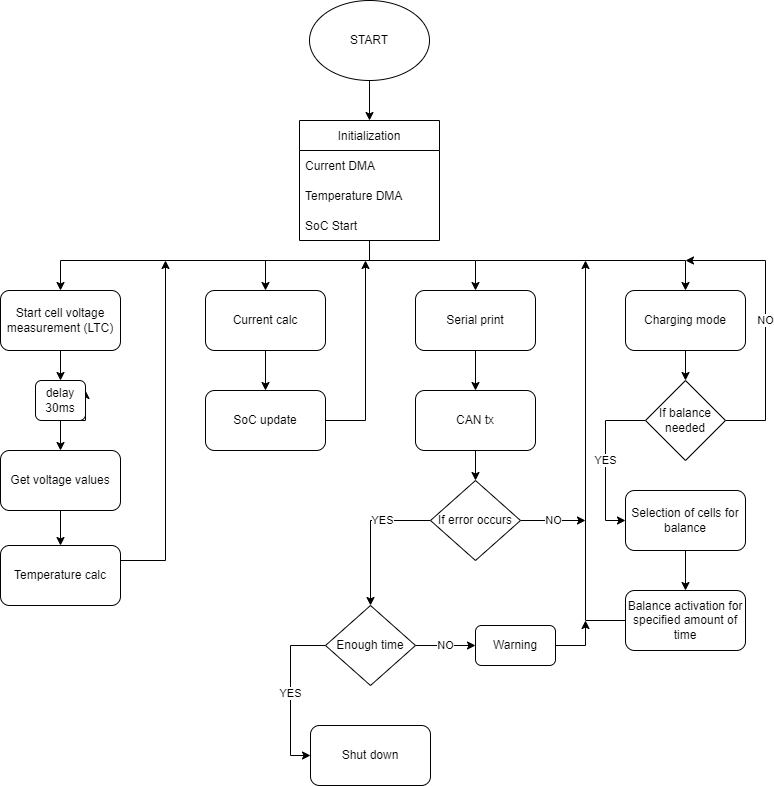 START
Initialization
Current DMA
Temperature DMA
SoC Start
Start cell voltage
measurement (LTC)
delay
30ms
Get voltage values
Temperature calc
Current calc
SoC update
Serial print
CAN tx
If error occurs
YES
NO
Enough time
NO
Warning
YES
Shut down
Charging mode
NO
If balance
needed
YES
Selection of cells for
balance
Balance activation for
specified amount of
time